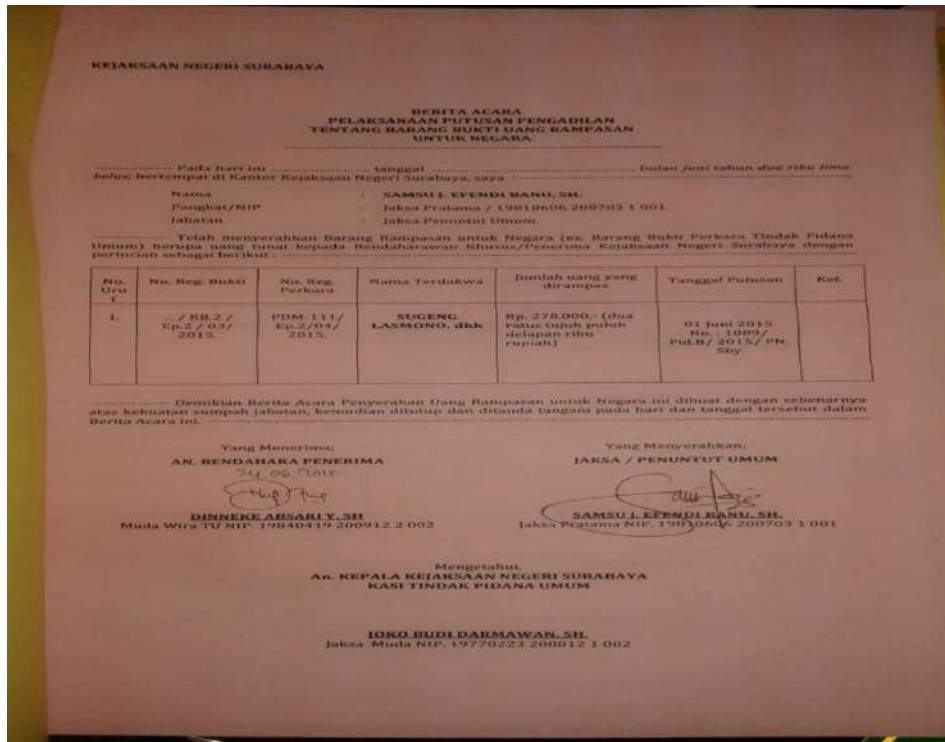 KEJAKSAAN NEGERI SURABAYA
BERITA ACARA
PELAKSANAAN PUTUSAN PENGADILAN
TENTANG BARANG BUKTI UANG RAMPASAN
UNTUK NEGARA
Pada hari ini tanggal bulan Juni tahun dua ribu lima
belas; bertempat di Kantor Kejaksaan Negeri Surabaya, saya :
Nama : SAMSU J. EFENDI BANU, SH.
Pangkat/NIP : Jaksa Pratama / 19810606 200703 1 001.
Jabatan : Jaksa Penuntut Umum.
Telah menyerahkan Barang Rampasan untuk Negara (ex. Barang Bukti Perkara Tindak Pidana
Umum) berupa uang tunai kepada Bendaharawan Khusus/Penerima Kejaksaan Negeri Surabaya dengan
perincian sebagai berikut :
No. Urut No. Reg. Bukti No. Reg. Perkara Nama Terdakwa Jumlah uang yang dirampas Tanggal Putusan Ket.
1. ... / RB.2 / Ep.2 / 03/ 2015. PDM-111/ Ep.2/04/ 2015. SUGENG LASMONO, dkk Rp. 278.000,- (dua ratus tujuh puluh delapan ribu rupiah) 01 Juni 2015 No. : 1089/ Pid.B/ 2015/ PN. Sby
Demikian Berita Acara Penyerahan Uang Rampasan untuk Negara ini dibuat dengan sebenarnya
atas kekuatan sumpah jabatan, kemudian ditutup dan ditanda tangani pada hari dan tanggal tersebut dalam
Berita Acara ini.
Yang Menerima;
AN. BENDAHARA PENERIMA
24 06 2015
DINNEKE ABSARI Y, SH
Muda Wira TU NIP. 19840419 200912 2 002
Yang Menyerahkan;
JAKSA / PENUNTUT UMUM
SAMSU J. EFENDI BANU, SH.
Jaksa Pratama NIP. 19810606 200703 1 001
Mengetahui,
An. KEPALA KEJAKSAAN NEGERI SURABAYA
KASI TINDAK PIDANA UMUM
JOKO BUDI DARMAWAN, SH.
Jaksa Muda NIP. 19770223 200012 1 002